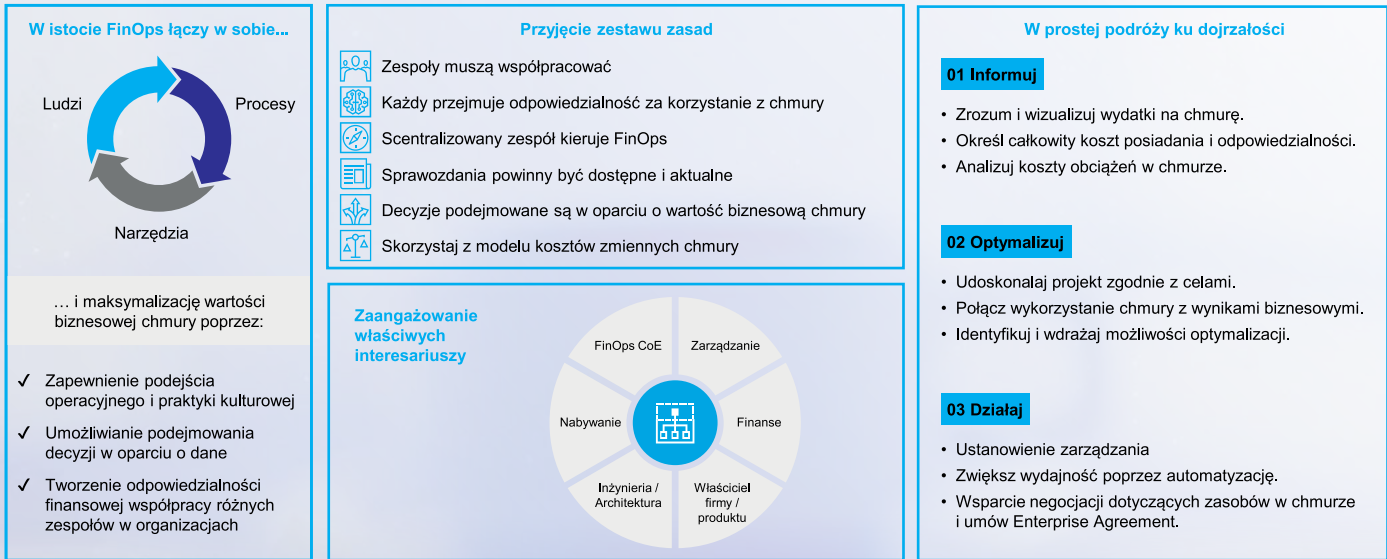 W istocie FinOps łączy w sobie...
Ludzi
Procesy
Narzędzia
… i maksymalizację wartości
biznesowej chmury poprzez:
✓ Zapewnienie podejścia
operacyjnego i praktyki kulturowej
✓ Umożliwianie podejmowania
decyzji w oparciu o dane
✓ Tworzenie odpowiedzialności
finansowej współpracy różnych
zespołów w organizacjach
Przyjęcie zestawu zasad
Zespoły muszą współpracować
Każdy przejmuje odpowiedzialność za korzystanie z chmury
Scentralizowany zespół kieruje FinOps
Sprawozdania powinny być dostępne i aktualne
Decyzje podejmowane są w oparciu o wartość biznesową chmury
Skorzystaj z modelu kosztów zmiennych chmury
Zaangażowanie
właściwych
interesariuszy
FinOps CoE
Zarządzanie
Nabywanie
Finanse
Inżynieria /
Architektura
Właściciel
firmy /
produktu
W prostej podróży ku dojrzałości
01 Informuj
• Zrozum i wizualizuj wydatki na chmurę.
• Określ całkowity koszt posiadania i odpowiedzialności.
• Analizuj koszty obciążeń w chmurze.
02 Optymalizuj
• Udoskonalaj projekt zgodnie z celami.
• Połącz wykorzystanie chmury z wynikami biznesowymi.
• Identyfikuj i wdrażaj możliwości optymalizacji.
03 Działaj
• Ustanowienie zarządzania
• Zwiększ wydajność poprzez automatyzację.
• Wsparcie negocjacji dotyczących zasobów w chmurze
i umów Enterprise Agreement.